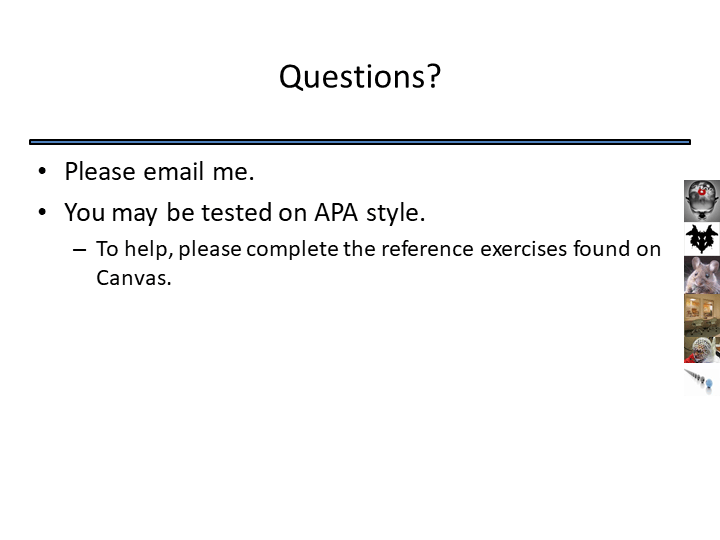 Questions?
• Please email me.
• You may be tested on APA style.
– To help, please complete the reference exercises found on
Canvas.